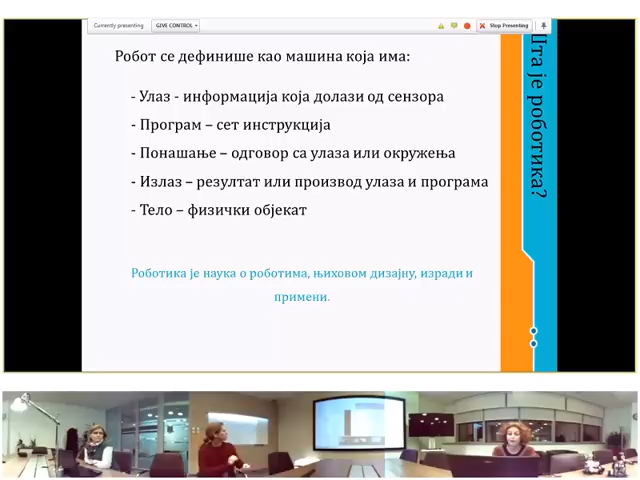 Currently presenting
GIVE CONTROL
Stop Presenting
Робот се дефинише као машина која има:
- Улаз - информација која долази од сензора
- Програм – сет инструкција
- Понашање – одговор са улаза или окружења
- Излаз – резултат или производ улаза и програма
- Тело – физички објекат
Роботика је наука о роботима, њиховом дизајну, изради и
примени.
Шта је роботика?